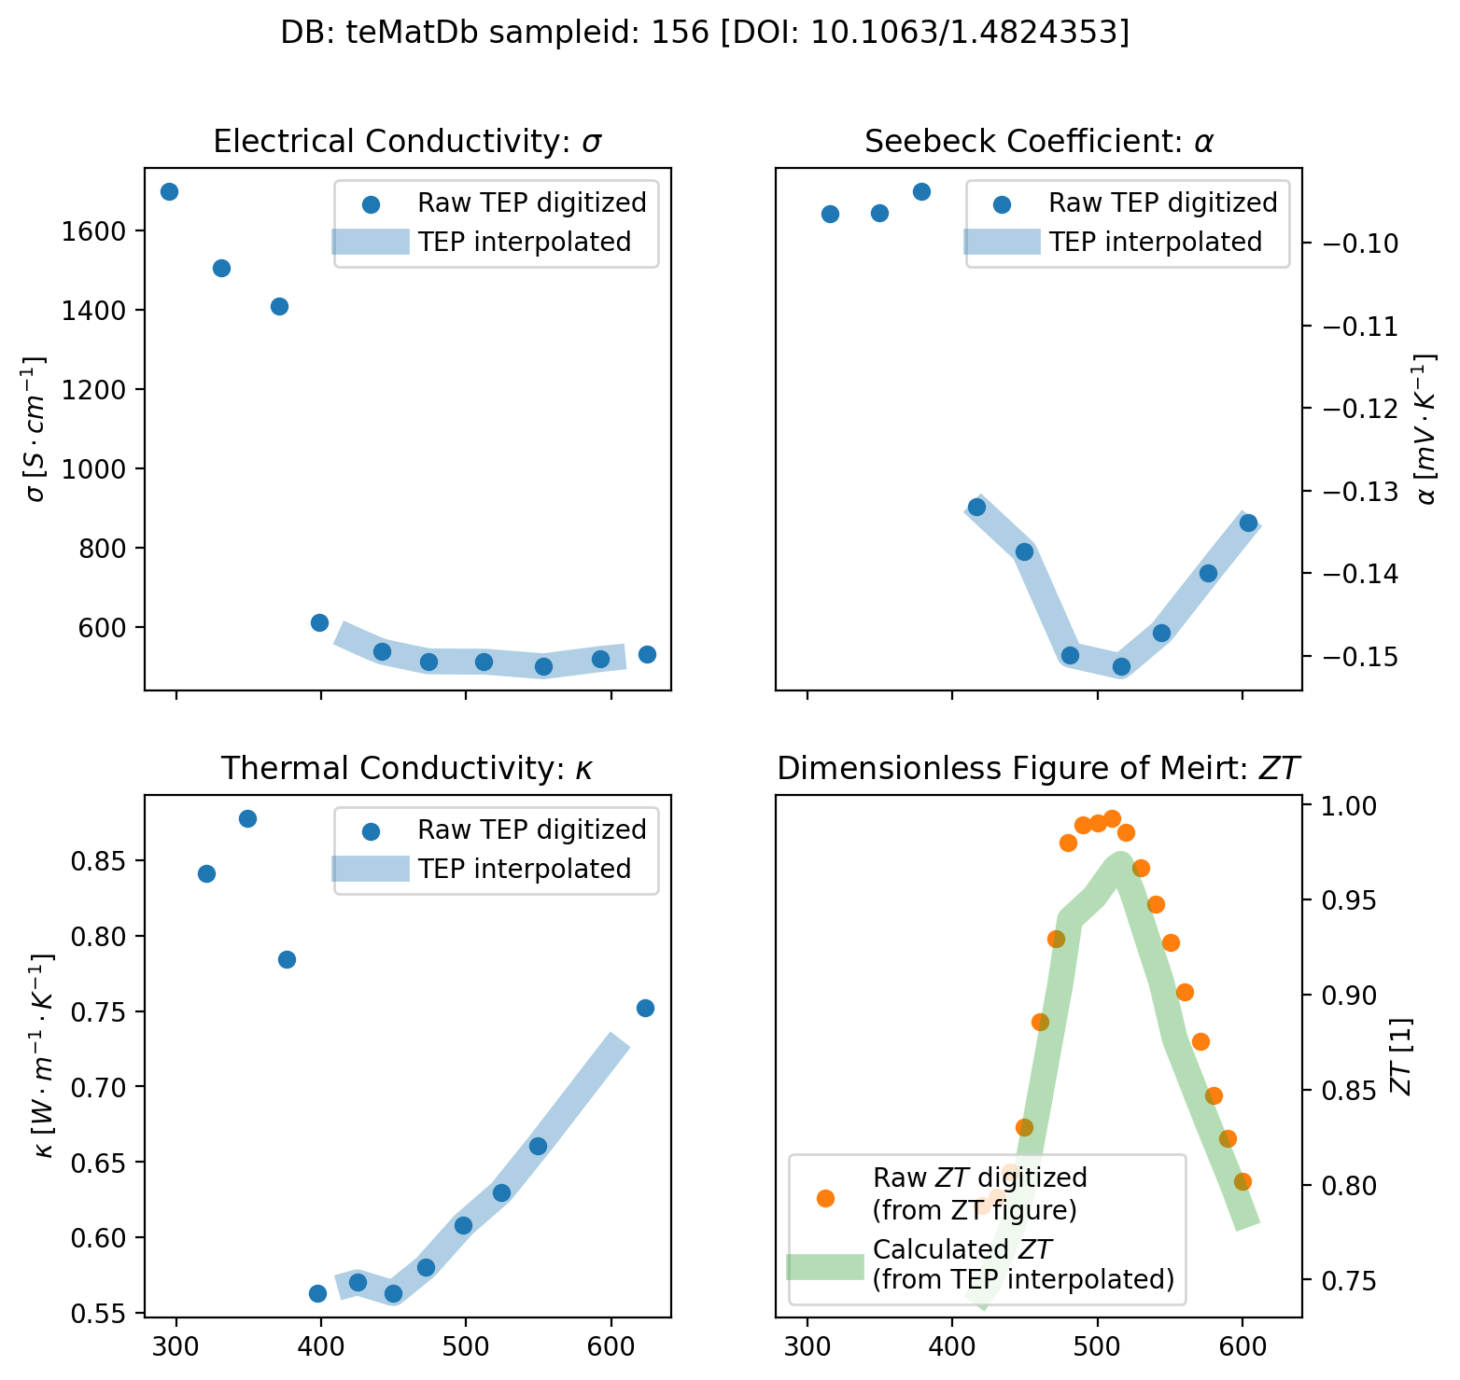 DB: teMatDb sampleid: 156 [DOI: 10.1063/1.4824353]
Electrical Conductivity: σ
Raw TEP digitized
TEP interpolated
σ [S · cm⁻¹]
1600
1400
1200
1000
800
600
Seebeck Coefficient: α
Raw TEP digitized
TEP interpolated
−0.10
−0.11
−0.12
−0.13
−0.14
−0.15
α [mV · K⁻¹]
Thermal Conductivity: κ
Raw TEP digitized
TEP interpolated
κ [W · m⁻¹ · K⁻¹]
0.85
0.80
0.75
0.70
0.65
0.60
0.55
300 400 500 600
Dimensionless Figure of Meirt: ZT
Raw ZT digitized
(from ZT figure)
Calculated ZT
(from TEP interpolated)
1.00
0.95
0.90
0.85
0.80
0.75
ZT [1]
300 400 500 600